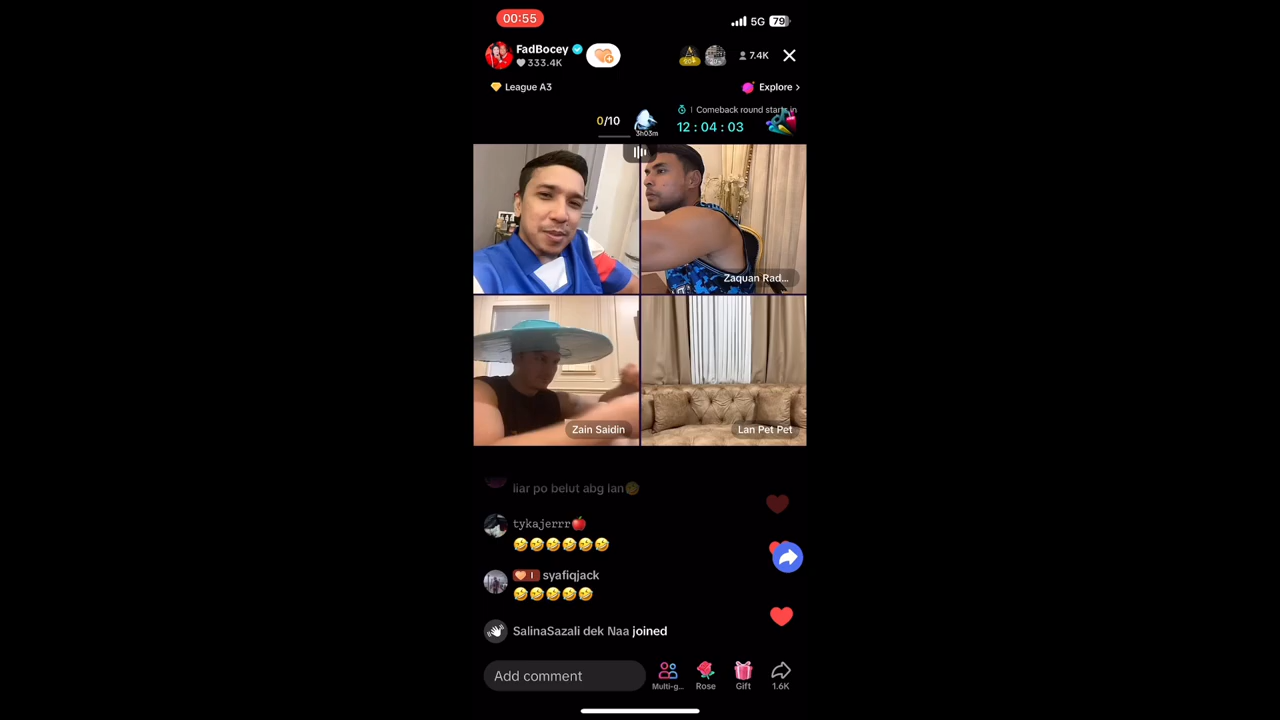 00:55
5G 79
FadBocey
333.4K
7.4K
League A3
Explore >
0/10
3h03m
Comeback round starts in
12 : 04 : 03
Zaquan Rad...
Zain Saidin
Lan Pet Pet
liar po belut abg lan🤣
tykajerrr🍎
🤣🤣🤣🤣🤣🤣
I syafiqjack
🤣🤣🤣🤣🤣
SalinaSazali dek Naa joined
Add comment
Multi-g...
Rose
Gift
1.6K